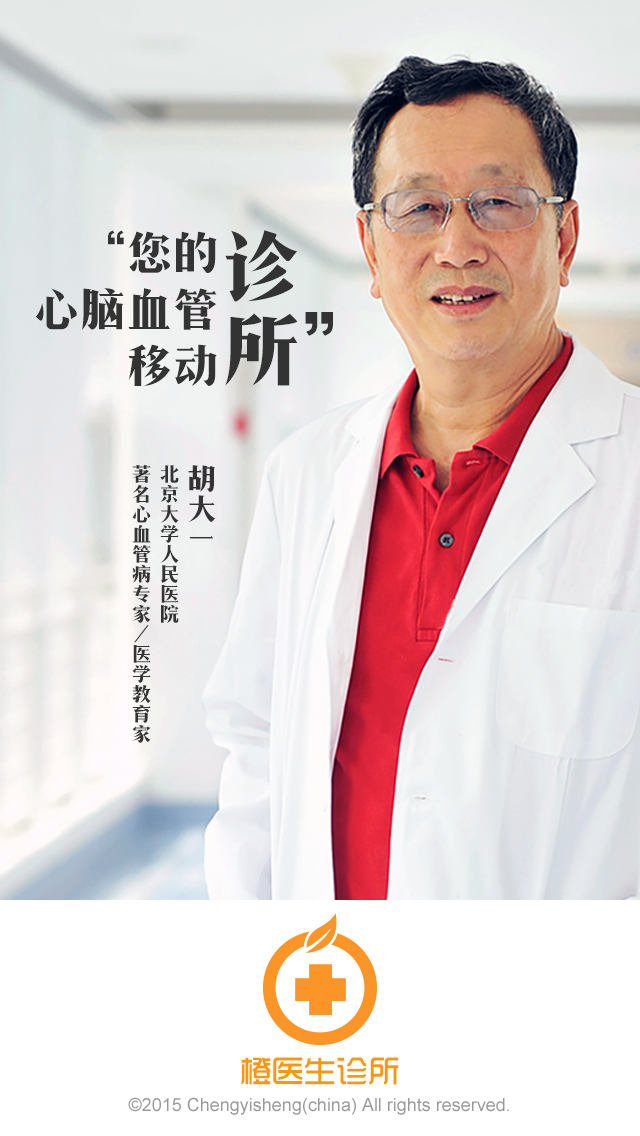 “您的
心脑血管
移动
诊所”
胡大一
北京大学人民医院
著名心血管病专家/医学教育家
橙医生诊所
©2015 Chengyisheng(china) All rights reserved.